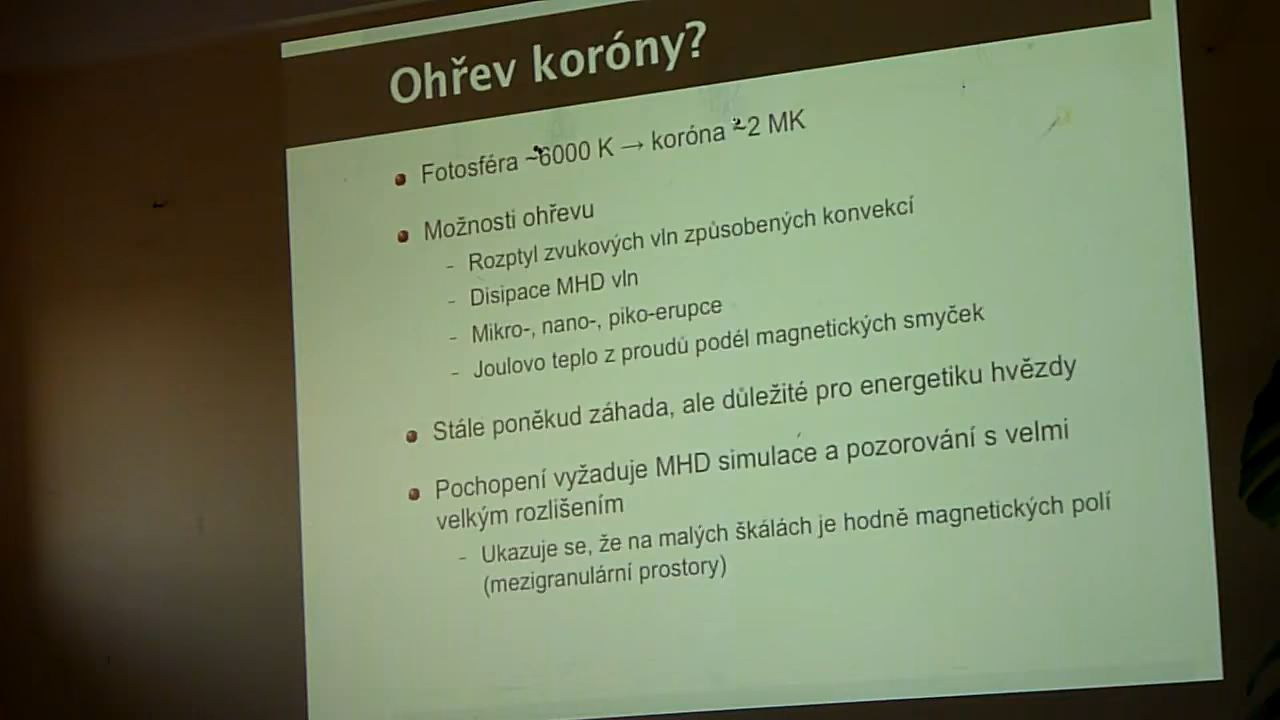 Ohřev koróny?
Fotosféra ~6000 K → koróna ~2 MK
Možnosti ohřevu
- Rozptyl zvukových vln způsobených konvekcí
- Disipace MHD vln
- Mikro-, nano-, piko-erupce
- Joulovo teplo z proudů podél magnetických smyček
Stále poněkud záhada, ale důležité pro energetiku hvězdy
Pochopení vyžaduje MHD simulace a pozorování s velmi
velkým rozlišením
- Ukazuje se, že na malých škálách je hodně magnetických polí
(mezigranulární prostory)